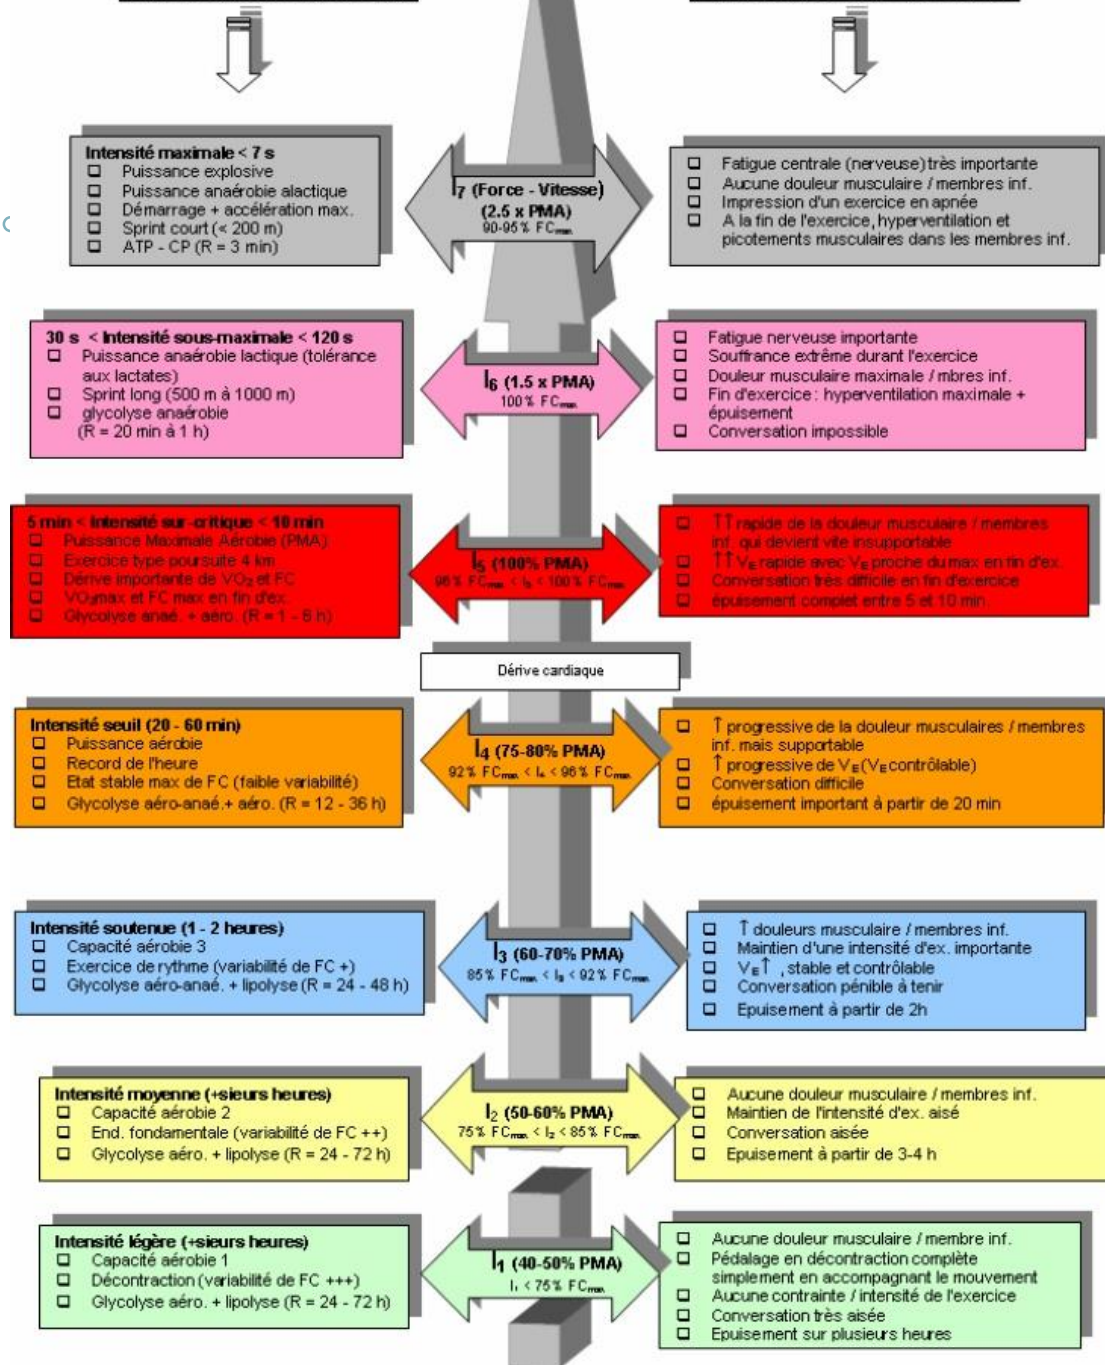 Intensité maximale < 7 s
❑ Puissance explosive
❑ Puissance anaérobie alactique
❑ Démarrage + accélération max.
❑ Sprint court (< 200 m)
❑ ATP - CP (R = 3 min)
I7 (Force - Vitesse)
(2.5 x PMA)
90-95% FCmax.
❑ Fatigue centrale (nerveuse) très importante
❑ Aucune douleur musculaire / membres inf.
❑ Impression d'un exercice en apnée
❑ A la fin de l'exercice, hyperventilation et
picotements musculaires dans les membres inf.
30 s < Intensité sous-maximale < 120 s
❑ Puissance anaérobie lactique (tolérance
aux lactates)
❑ Sprint long (500 m à 1000 m)
❑ glycolyse anaérobie
(R = 20 min à 1 h)
I6 (1.5 x PMA)
100% FCmax.
❑ Fatigue nerveuse importante
❑ Souffrance extrême durant l'exercice
❑ Douleur musculaire maximale / mbres inf.
❑ Fin d'exercice : hyperventilation maximale +
épuisement
❑ Conversation impossible
5 min < Intensité sur-critique < 10 min
❑ Puissance Maximale Aérobie (PMA)
❑ Exercice type poursuite 4 km
❑ Dérive importante de VO2 et FC
❑ VO2max et FC max en fin d'ex.
❑ Glycolyse anaé. + aéro. (R = 1 - 6 h)
I5 (100% PMA)
96% FCmax. < I5 < 100% FCmax.
❑ ↑↑ rapide de la douleur musculaire / membres
inf. qui devient vite insupportable
❑ ↑↑ VE rapide avec VE proche du max en fin d'ex.
❑ Conversation très difficile en fin d'exercice
❑ épuisement complet entre 5 et 10 min.
Dérive cardiaque
Intensité seuil (20 - 60 min)
❑ Puissance aérobie
❑ Record de l'heure
❑ Etat stable max de FC (faible variabilité)
❑ Glycolyse aéro-anaé.+ aéro. (R = 12 - 36 h)
I4 (75-80% PMA)
92% FCmax. < I4 < 96% FCmax.
❑ ↑ progressive de la douleur musculaires / membres
inf. mais supportable
❑ ↑ progressive de VE (VE contrôlable)
❑ Conversation difficile
❑ épuisement important à partir de 20 min
Intensité soutenue (1 - 2 heures)
❑ Capacité aérobie 3
❑ Exercice de rythme (variabilité de FC +)
❑ Glycolyse aéro-anaé. + lipolyse (R = 24 - 48 h)
I3 (60-70% PMA)
85% FCmax. < I3 < 92% FCmax.
❑ ↑ douleurs musculaire / membres inf.
❑ Maintien d'une intensité d'ex. importante
❑ VE ↑ , stable et contrôlable
❑ Conversation pénible à tenir
❑ Epuisement à partir de 2h
Intensité moyenne (+sieurs heures)
❑ Capacité aérobie 2
❑ End. fondamentale (variabilité de FC ++)
❑ Glycolyse aéro. + lipolyse (R = 24 - 72 h)
I2 (50-60% PMA)
75% FCmax. < I2 < 85% FCmax.
❑ Aucune douleur musculaire / membres inf.
❑ Maintien de l'intensité d'ex. aisé
❑ Conversation aisée
❑ Epuisement à partir de 3-4 h
Intensité légère (+sieurs heures)
❑ Capacité aérobie 1
❑ Décontraction (variabilité de FC +++)
❑ Glycolyse aéro. + lipolyse (R = 24 - 72 h)
I1 (40-50% PMA)
I1 < 75% FCmax.
❑ Aucune douleur musculaire / membre inf.
❑ Pédalage en décontraction complète
simplement en accompagnant le mouvement
❑ Aucune contrainte / intensité de l'exercice
❑ Conversation très aisée
❑ Epuisement sur plusieurs heures